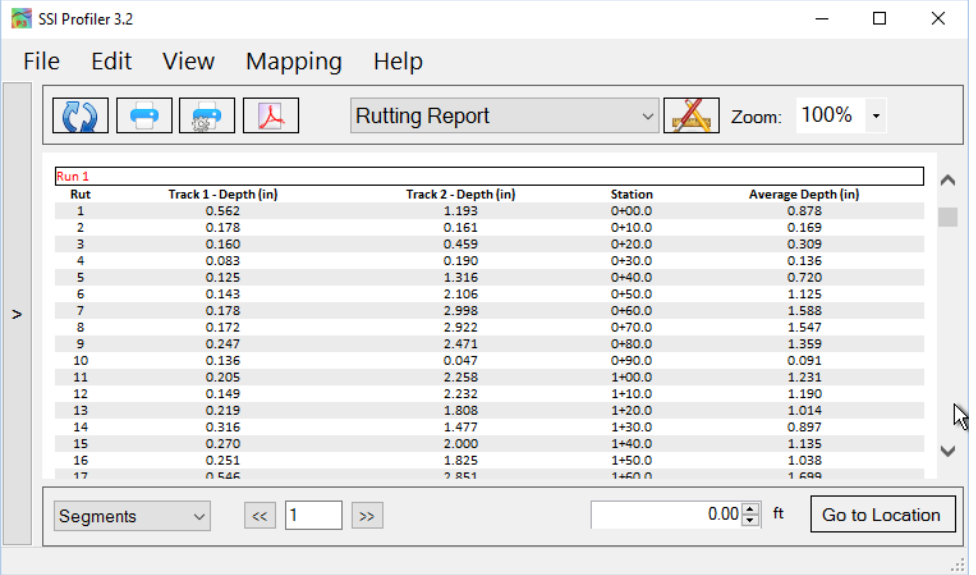 SSI Profiler 3.2
File Edit View Mapping Help
Rutting Report Zoom: 100%
Run 1
Rut Track 1 - Depth (in) Track 2 - Depth (in) Station Average Depth (in)
1 0.562 1.193 0+00.0 0.878
2 0.178 0.161 0+10.0 0.169
3 0.160 0.459 0+20.0 0.309
4 0.083 0.190 0+30.0 0.136
5 0.125 1.316 0+40.0 0.720
6 0.143 2.106 0+50.0 1.125
7 0.178 2.998 0+60.0 1.588
8 0.172 2.922 0+70.0 1.547
9 0.247 2.471 0+80.0 1.359
10 0.136 0.047 0+90.0 0.091
11 0.205 2.258 1+00.0 1.231
12 0.149 2.232 1+10.0 1.190
13 0.219 1.808 1+20.0 1.014
14 0.316 1.477 1+30.0 0.897
15 0.270 2.000 1+40.0 1.135
16 0.251 1.825 1+50.0 1.038
17 0.546 2.851 1+60.0 1.699
>
Segments << 1 >> 0.00 ft Go to Location